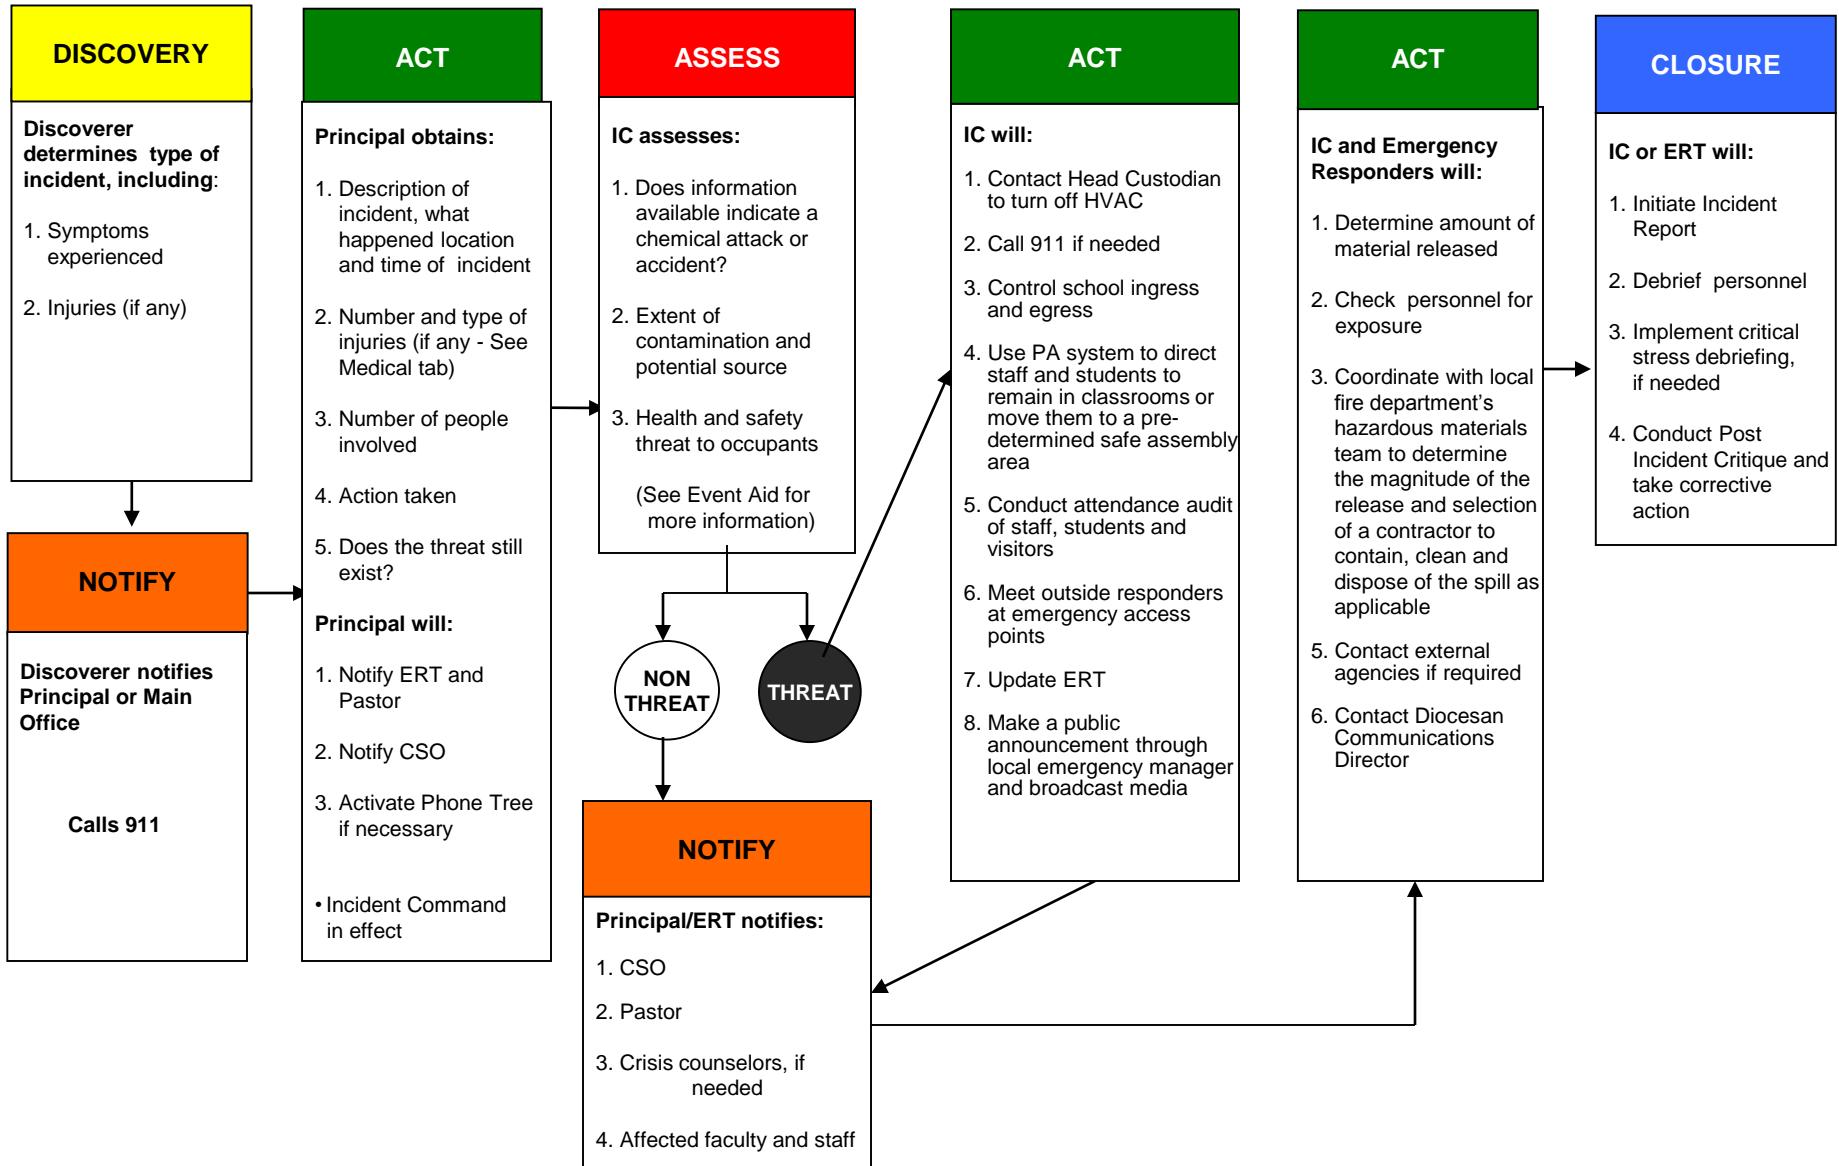 DISCOVERY
Discoverer
determines type of
incident, including:
1. Symptoms
experienced
2. Injuries (if any)
NOTIFY
Discoverer notifies
Principal or Main
Office
Calls 911
ACT
Principal obtains:
1. Description of
incident, what
happened location
and time of incident
2. Number and type of
injuries (if any - See
Medical tab)
3. Number of people
involved
4. Action taken
5. Does the threat still
exist?
Principal will:
1. Notify ERT and
Pastor
2. Notify CSO
3. Activate Phone Tree
if necessary
• Incident Command
in effect
ASSESS
IC assesses:
1. Does information
available indicate a
chemical attack or
accident?
2. Extent of
contamination and
potential source
3. Health and safety
threat to occupants
(See Event Aid for
more information)
NON
THREAT
THREAT
NOTIFY
Principal/ERT notifies:
1. CSO
2. Pastor
3. Crisis counselors, if
needed
4. Affected faculty and staff
ACT
IC will:
1. Contact Head Custodian
to turn off HVAC
2. Call 911 if needed
3. Control school ingress
and egress
4. Use PA system to direct
staff and students to
remain in classrooms or
move them to a pre-
determined safe assembly
area
5. Conduct attendance audit
of staff, students and
visitors
6. Meet outside responders
at emergency access
points
7. Update ERT
8. Make a public
announcement through
local emergency manager
and broadcast media
ACT
IC and Emergency
Responders will:
1. Determine amount of
material released
2. Check personnel for
exposure
3. Coordinate with local
fire department's
hazardous materials
team to determine
the magnitude of the
release and selection
of a contractor to
contain, clean and
dispose of the spill as
applicable
5. Contact external
agencies if required
6. Contact Diocesan
Communications
Director
CLOSURE
IC or ERT will:
1. Initiate Incident
Report
2. Debrief personnel
3. Implement critical
stress debriefing,
if needed
4. Conduct Post
Incident Critique and
take corrective
action